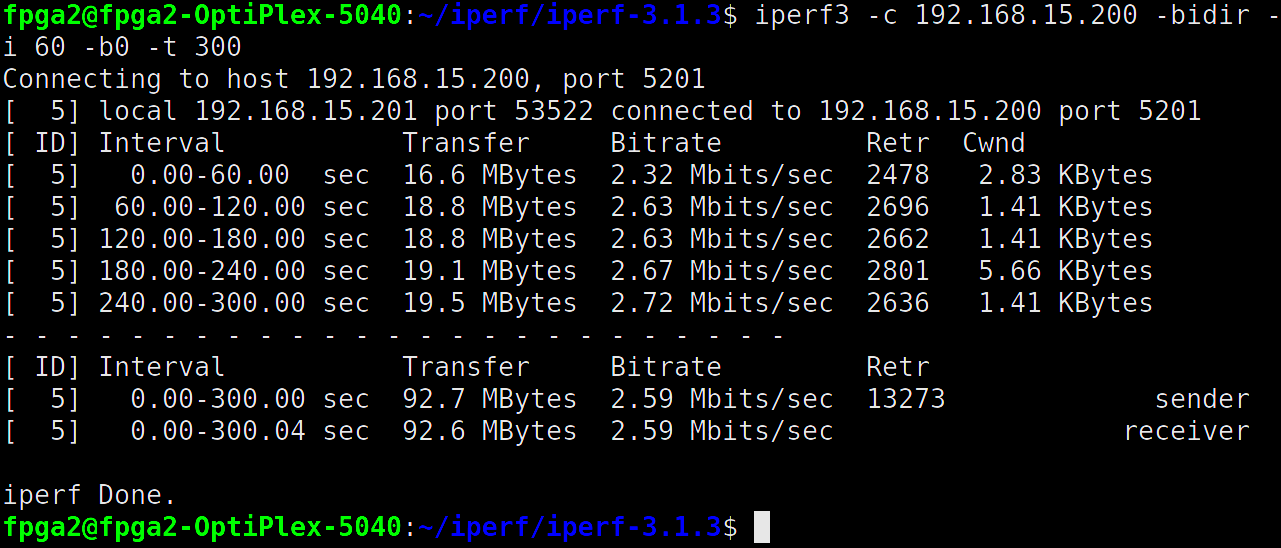 fpga2@fpga2-OptiPlex-5040:~/iperf/iperf-3.1.3$ iperf3 -c 192.168.15.200 -bidir -
i 60 -b0 -t 300
Connecting to host 192.168.15.200, port 5201
[  5] local 192.168.15.201 port 53522 connected to 192.168.15.200 port 5201
[ ID] Interval           Transfer     Bitrate         Retr  Cwnd
[  5]   0.00-60.00  sec  16.6 MBytes  2.32 Mbits/sec  2478   2.83 KBytes
[  5]  60.00-120.00 sec  18.8 MBytes  2.63 Mbits/sec  2696   1.41 KBytes
[  5] 120.00-180.00 sec  18.8 MBytes  2.63 Mbits/sec  2662   1.41 KBytes
[  5] 180.00-240.00 sec  19.1 MBytes  2.67 Mbits/sec  2801   5.66 KBytes
[  5] 240.00-300.00 sec  19.5 MBytes  2.72 Mbits/sec  2636   1.41 KBytes
- - - - - - - - - - - - - - - - - - - - - - - - -
[ ID] Interval           Transfer     Bitrate         Retr
[  5]   0.00-300.00 sec  92.7 MBytes  2.59 Mbits/sec  13273             sender
[  5]   0.00-300.04 sec  92.6 MBytes  2.59 Mbits/sec                  receiver
iperf Done.
fpga2@fpga2-OptiPlex-5040:~/iperf/iperf-3.1.3$